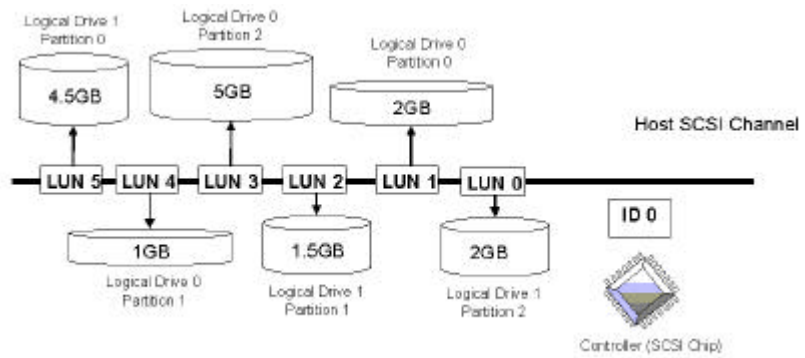 Logical Drive 1
Partition 0
4.5GB
Logical Drive 0
Partition 2
5GB
Logical Drive 0
Partition 0
2GB
Host SCSI Channel
LUN 5
LUN 4
LUN 3
LUN 2
LUN 1
LUN 0
1GB
Logical Drive 0
Partition 1
1.5GB
Logical Drive 1
Partition 1
2GB
Logical Drive 1
Partition 2
ID 0
Controller (SCSI Chip)